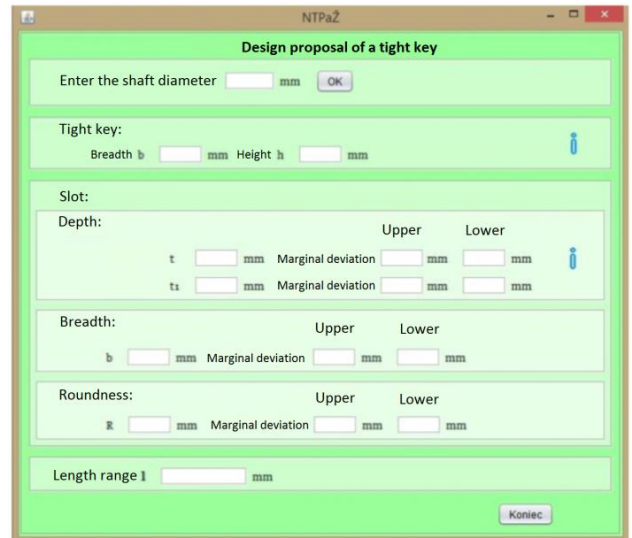 NTPaŽ
Design proposal of a tight key
Enter the shaft diameter mm OK
Tight key:
Breadth b mm Height h mm
Slot:
Depth:
Upper Lower
t mm Marginal deviation mm mm
t₁ mm Marginal deviation mm mm
Breadth:
Upper Lower
b mm Marginal deviation mm mm
Roundness:
Upper Lower
R mm Marginal deviation mm mm
Length range l mm
Koniec